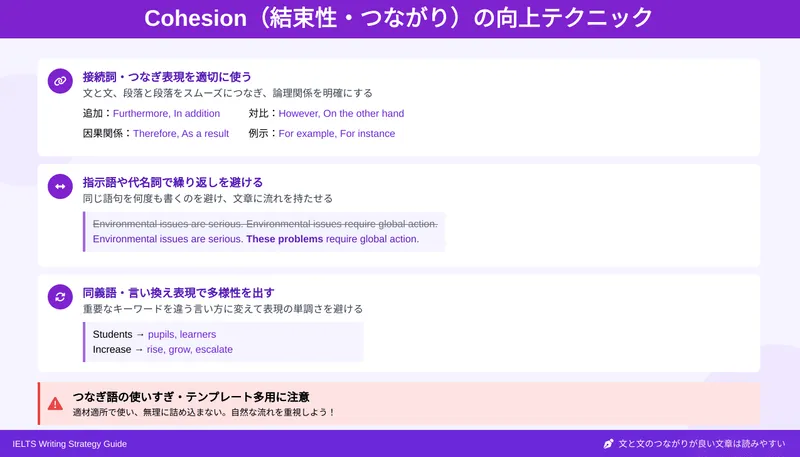 Cohesion（結束性・つながり）の向上テクニック
接続詞・つなぎ表現を適切に使う
文と文、段落と段落をスムーズにつなぎ、論理関係を明確にする
追加：Furthermore, In addition 対比：However, On the other hand
因果関係：Therefore, As a result 例示：For example, For instance
指示語や代名詞で繰り返しを避ける
同じ語句を何度も書くのを避け、文章に流れを持たせる
Environmental issues are serious. Environmental issues require global action.
Environmental issues are serious. These problems require global action.
同義語・言い換え表現で多様性を出す
重要なキーワードを違う言い方に変えて表現の単調さを避ける
Students → pupils, learners
Increase → rise, grow, escalate
つなぎ語の使いすぎ・テンプレート多用に注意
適材適所で使い、無理に詰め込まない。自然な流れを重視しよう！
IELTS Writing Strategy Guide
文と文のつながりが良い文章は読みやすい